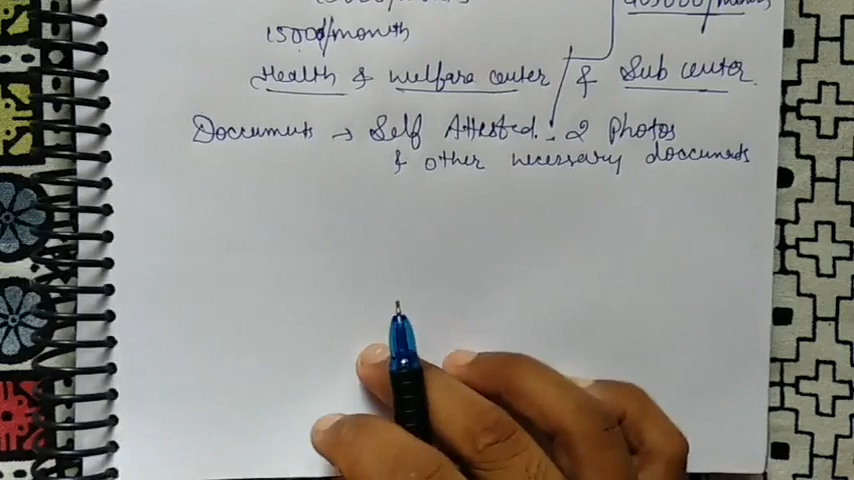 15000/month
Health & welfare center & Sub center.
Documents → Self Attested. 2 Photos
& other necessary documents